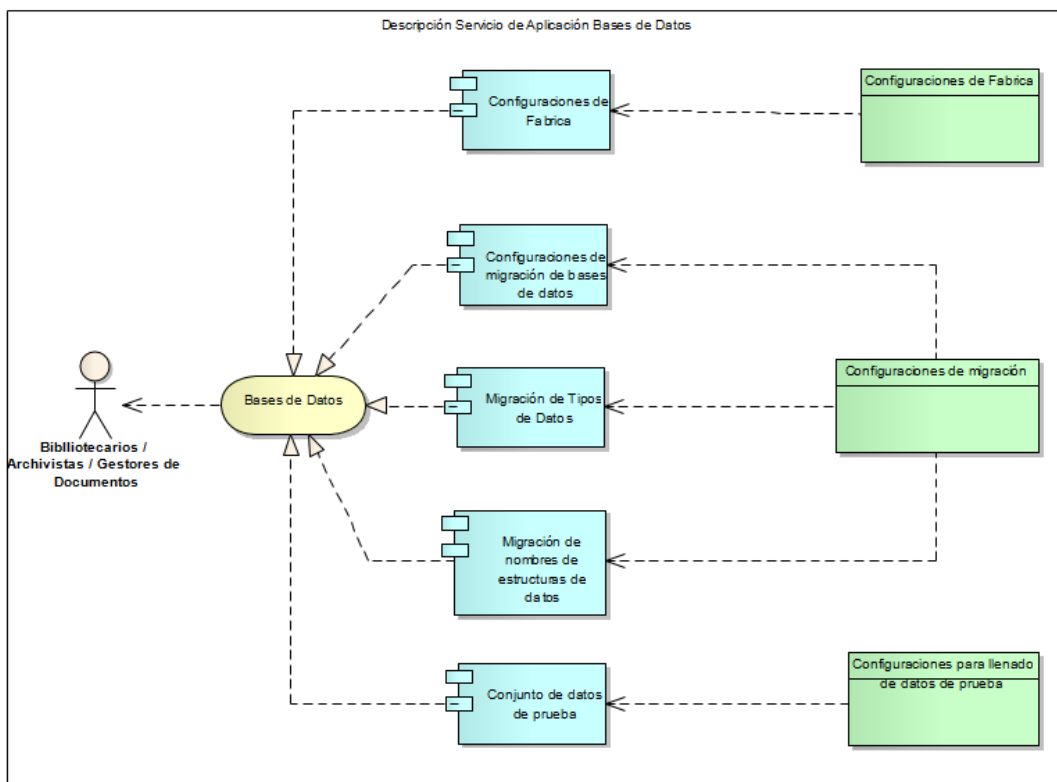 Descripción Servicio de Aplicación Bases de Datos
Configuraciones de
Fabrica
Configuraciones de Fabrica
Configuraciones de
migración de bases
de datos
Configuraciones de migración
Bases de Datos
Migración de Tipos
de Datos
Biblliotecarios /
Archivistas / Gestores de
Documentos
Migración de
nombres de
estructuras de
datos
Configuraciones para llenado
de datos de prueba
Conjunto de datos
de prueba